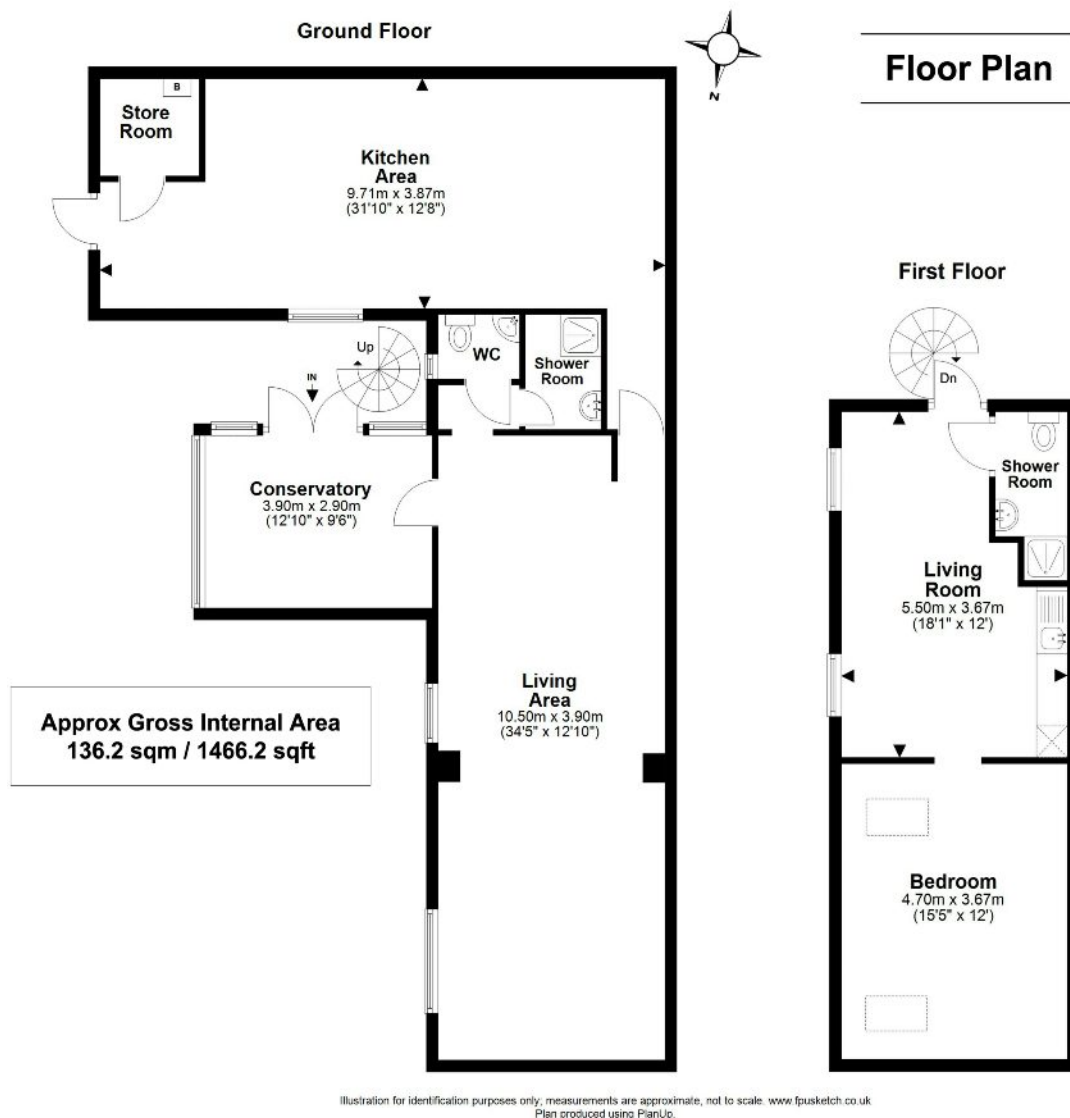 Ground Floor
N
Floor Plan
B
Store
Room
Kitchen
Area
9.71m x 3.87m
(31'10" x 12'8")
First Floor
Up
IN
WC
Shower
Room
Dn
Conservatory
3.90m x 2.90m
(12'10" x 9'6")
Shower
Room
Living
Room
5.50m x 3.67m
(18'1" x 12')
Living
Area
10.50m x 3.90m
(34'5" x 12'10")
Approx Gross Internal Area
136.2 sqm / 1466.2 sqft
Bedroom
4.70m x 3.67m
(15'5" x 12')
Illustration for identification purposes only; measurements are approximate, not to scale. www.fpusketch.co.uk
Plan produced using PlanUp.